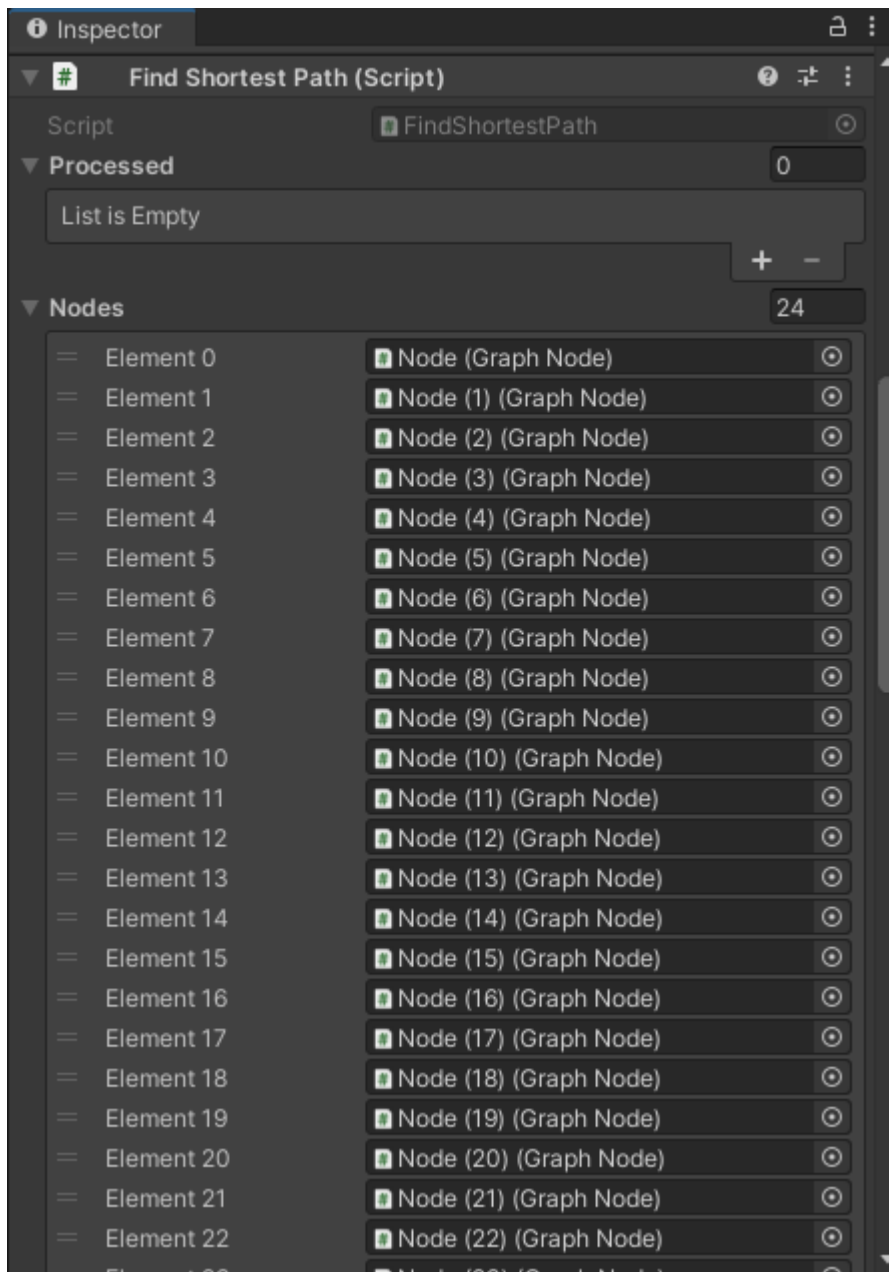 Inspector
Find Shortest Path (Script)
Script FindShortestPath
Processed 0
List is Empty
Nodes 24
Element 0 Node (Graph Node)
Element 1 Node (1) (Graph Node)
Element 2 Node (2) (Graph Node)
Element 3 Node (3) (Graph Node)
Element 4 Node (4) (Graph Node)
Element 5 Node (5) (Graph Node)
Element 6 Node (6) (Graph Node)
Element 7 Node (7) (Graph Node)
Element 8 Node (8) (Graph Node)
Element 9 Node (9) (Graph Node)
Element 10 Node (10) (Graph Node)
Element 11 Node (11) (Graph Node)
Element 12 Node (12) (Graph Node)
Element 13 Node (13) (Graph Node)
Element 14 Node (14) (Graph Node)
Element 15 Node (15) (Graph Node)
Element 16 Node (16) (Graph Node)
Element 17 Node (17) (Graph Node)
Element 18 Node (18) (Graph Node)
Element 19 Node (19) (Graph Node)
Element 20 Node (20) (Graph Node)
Element 21 Node (21) (Graph Node)
Element 22 Node (22) (Graph Node)